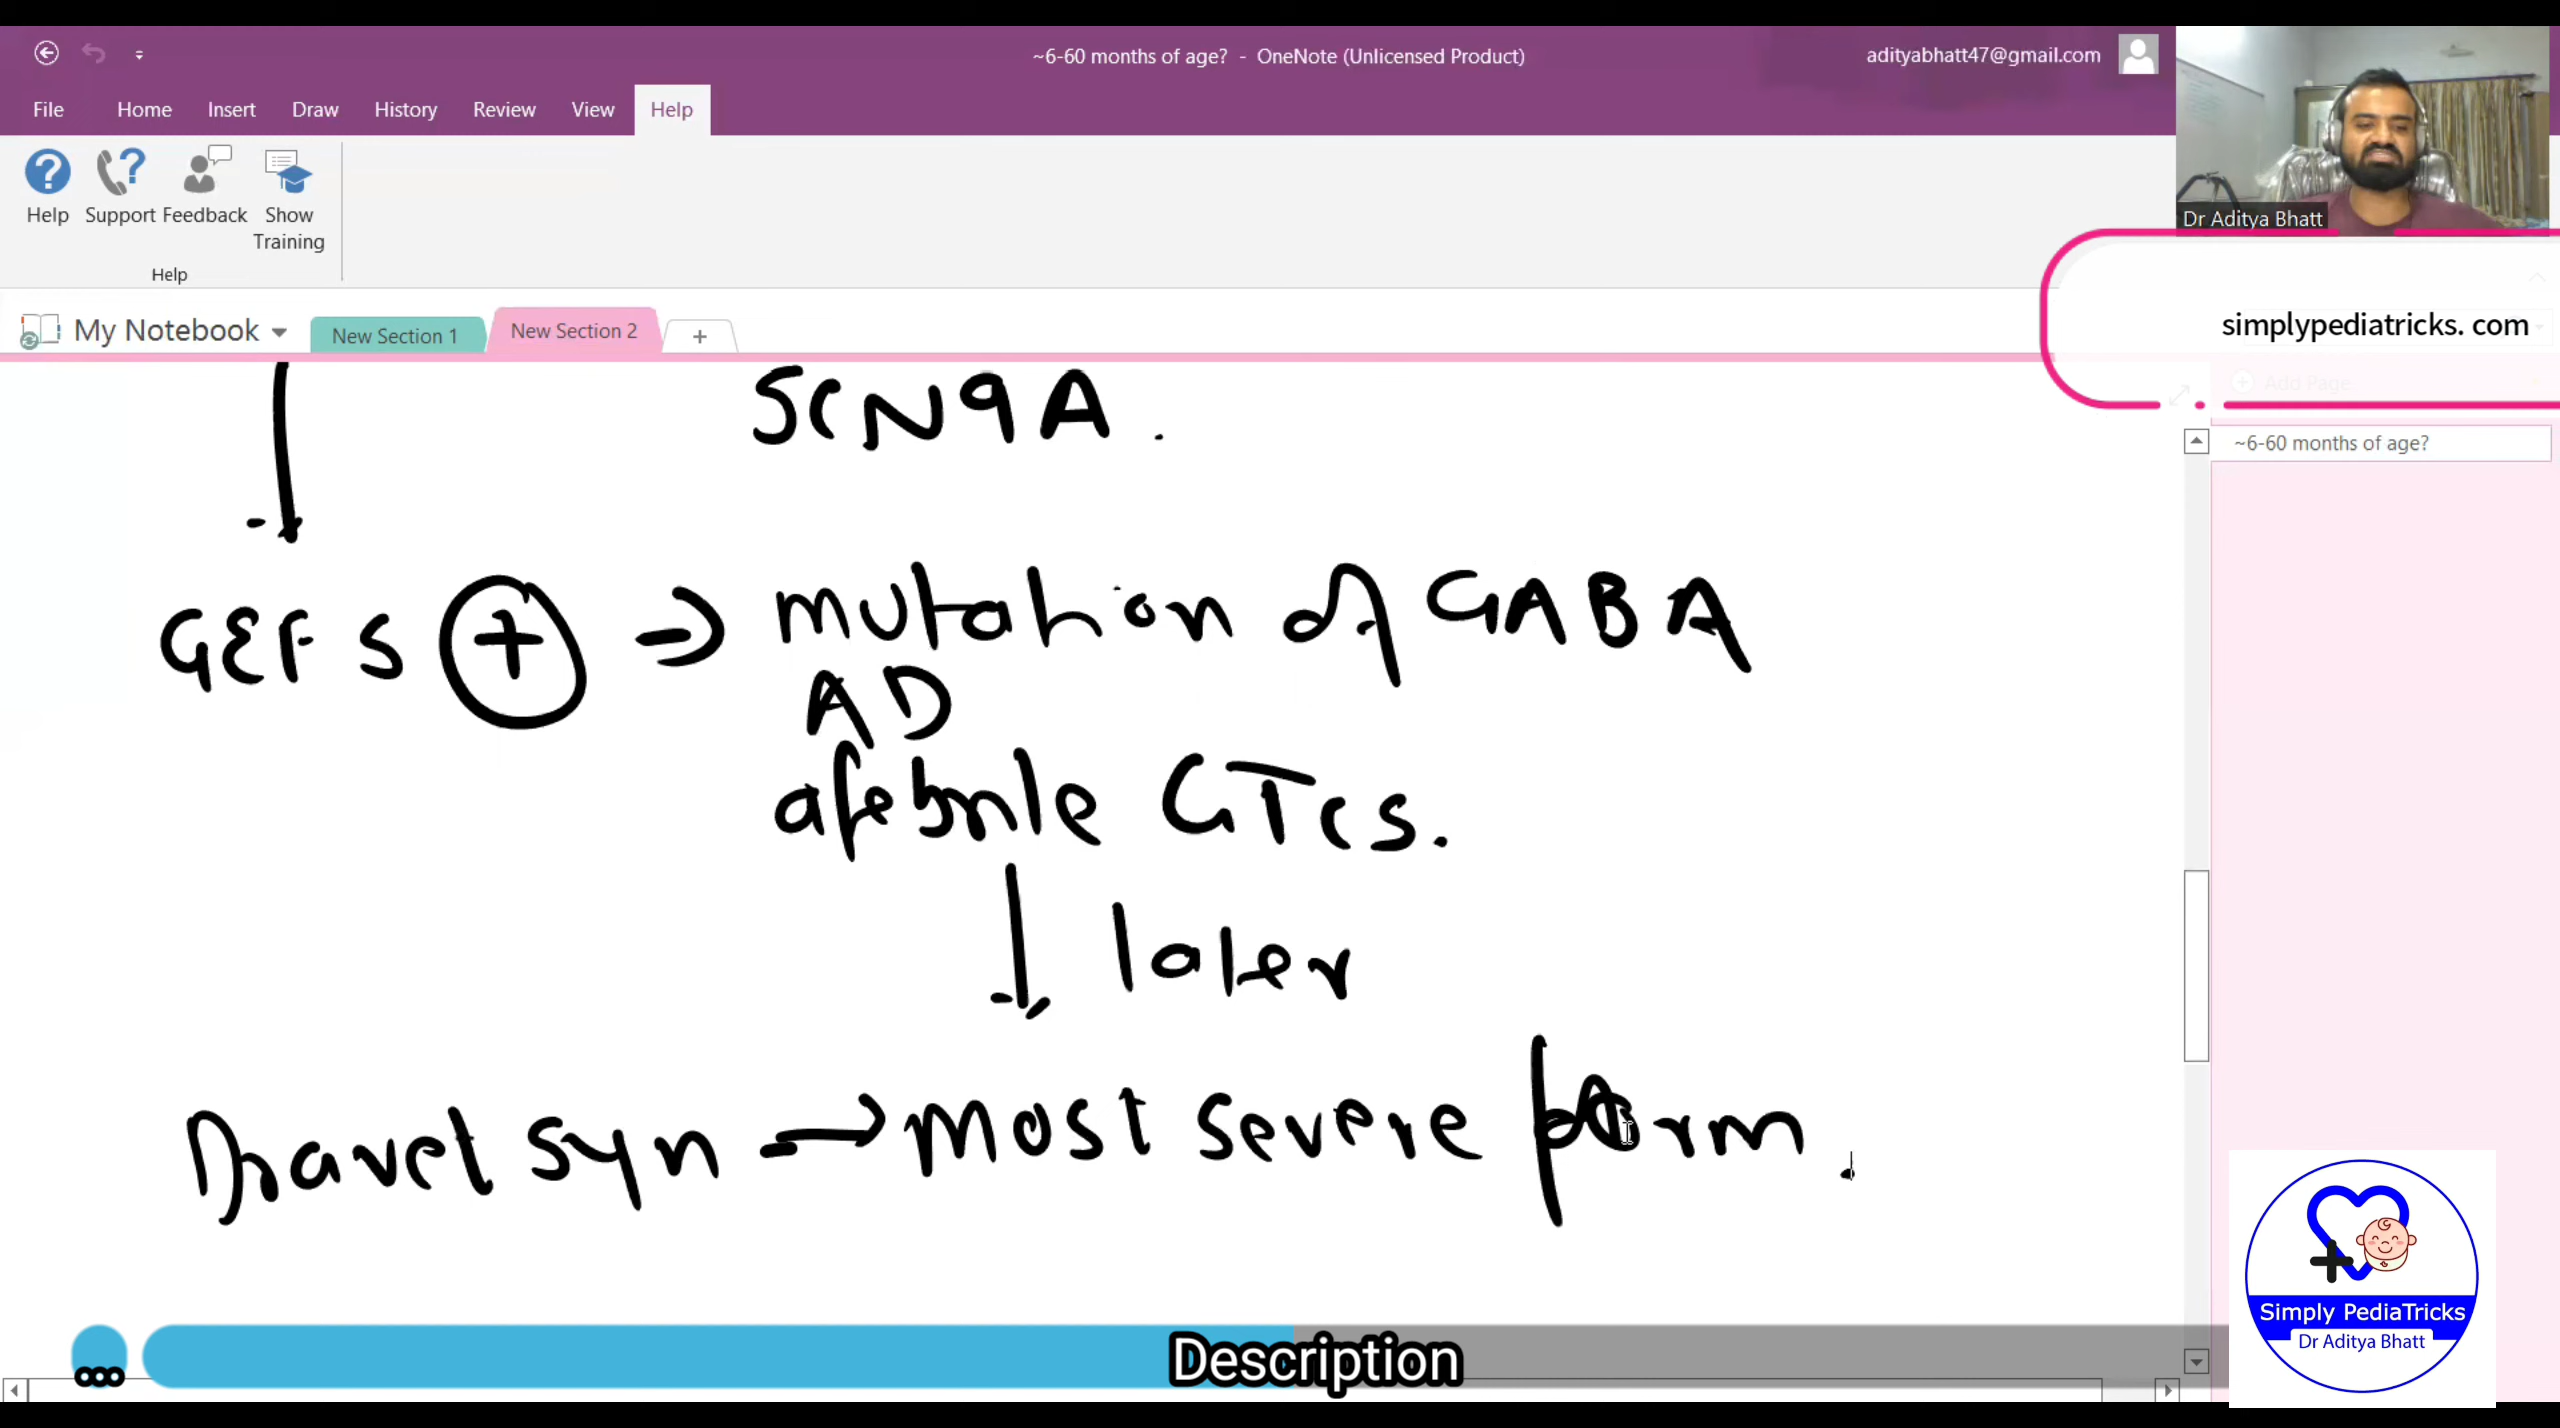 ~6-60 months of age? - OneNote (Unlicensed Product)
adityabhatt47@gmail.com
File Home Insert Draw History Review View Help
Help Support Feedback Show Training
Help
Dr Aditya Bhatt
simplypediatricks. com
My Notebook New Section 1 New Section 2 +
Add Page
~6-60 months of age?
SCN9A.
GEFS + ⇒ mutation of GABA A
AD
afebrile GTCS.
↓ later
Dravet syn → most severe form.
Simply PediaTricks
Dr Aditya Bhatt
... Description